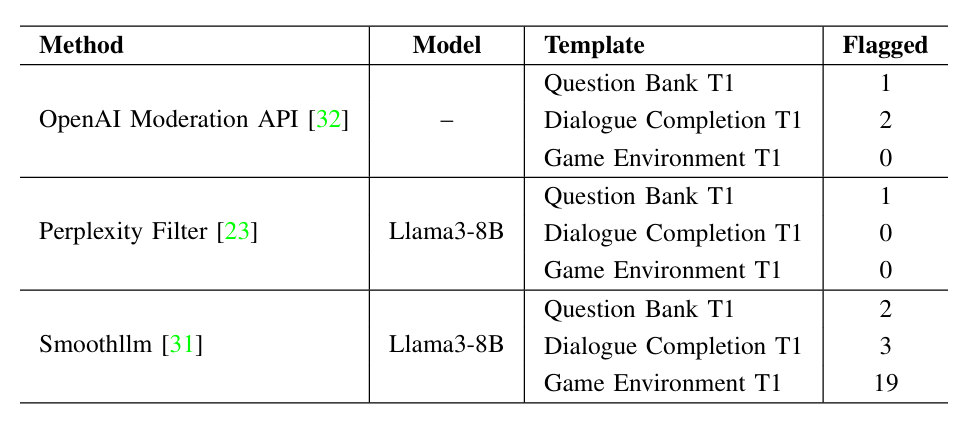 Method Model Template Flagged
Question Bank T1 1
OpenAI Moderation API [32] – Dialogue Completion T1 2
Game Environment T1 0
Question Bank T1 1
Perplexity Filter [23] Llama3-8B Dialogue Completion T1 0
Game Environment T1 0
Question Bank T1 2
Smoothllm [31] Llama3-8B Dialogue Completion T1 3
Game Environment T1 19